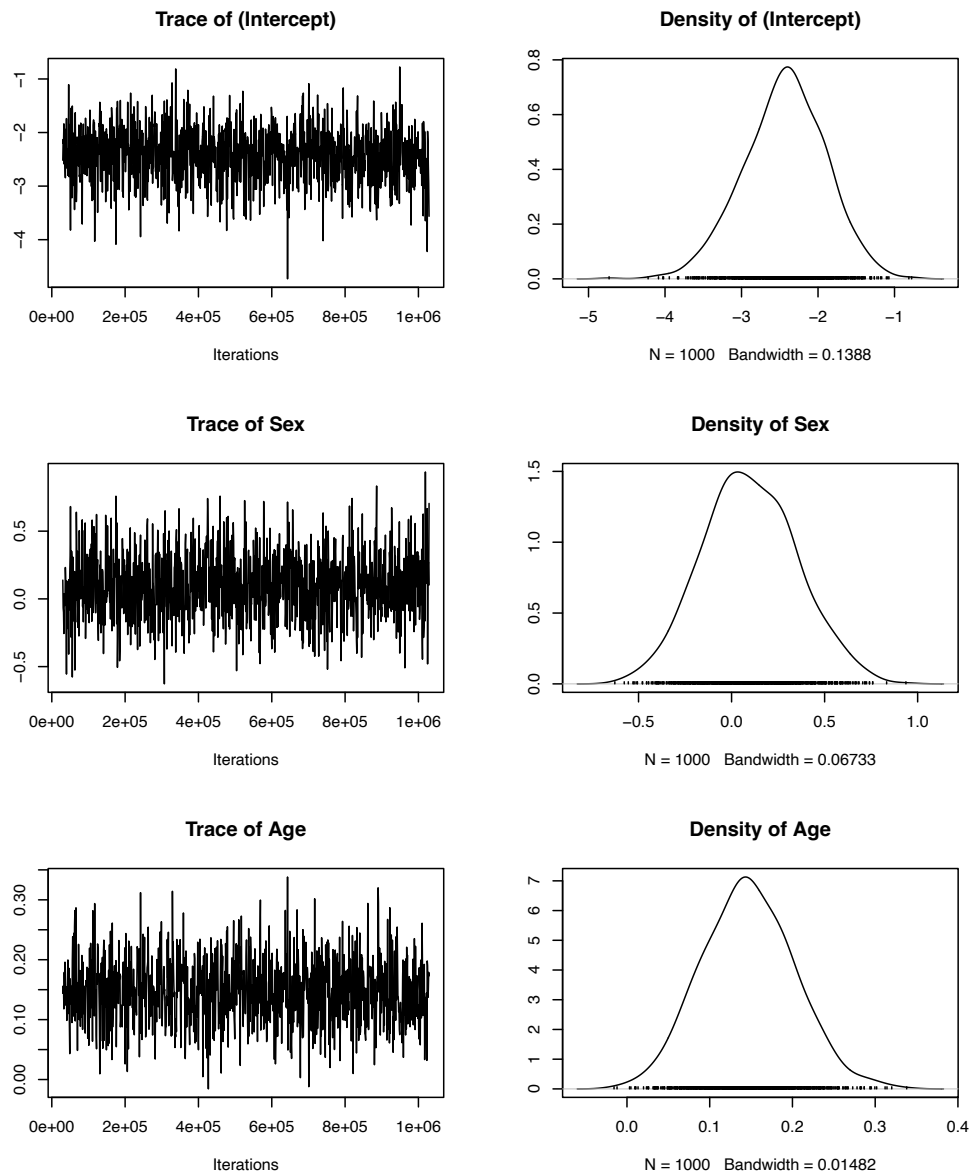 Trace of (Intercept)
−1
−2
−3
−4
0e+00 2e+05 4e+05 6e+05 8e+05 1e+06
Iterations
Density of (Intercept)
0.8
0.6
0.4
0.2
0.0
−5 −4 −3 −2 −1
N = 1000 Bandwidth = 0.1388
Trace of Sex
0.5
0.0
−0.5
0e+00 2e+05 4e+05 6e+05 8e+05 1e+06
Iterations
Density of Sex
1.5
1.0
0.5
0.0
−0.5 0.0 0.5 1.0
N = 1000 Bandwidth = 0.06733
Trace of Age
0.30
0.20
0.10
0.00
0e+00 2e+05 4e+05 6e+05 8e+05 1e+06
Iterations
Density of Age
7
6
5
4
3
2
1
0
0.0 0.1 0.2 0.3 0.4
N = 1000 Bandwidth = 0.01482